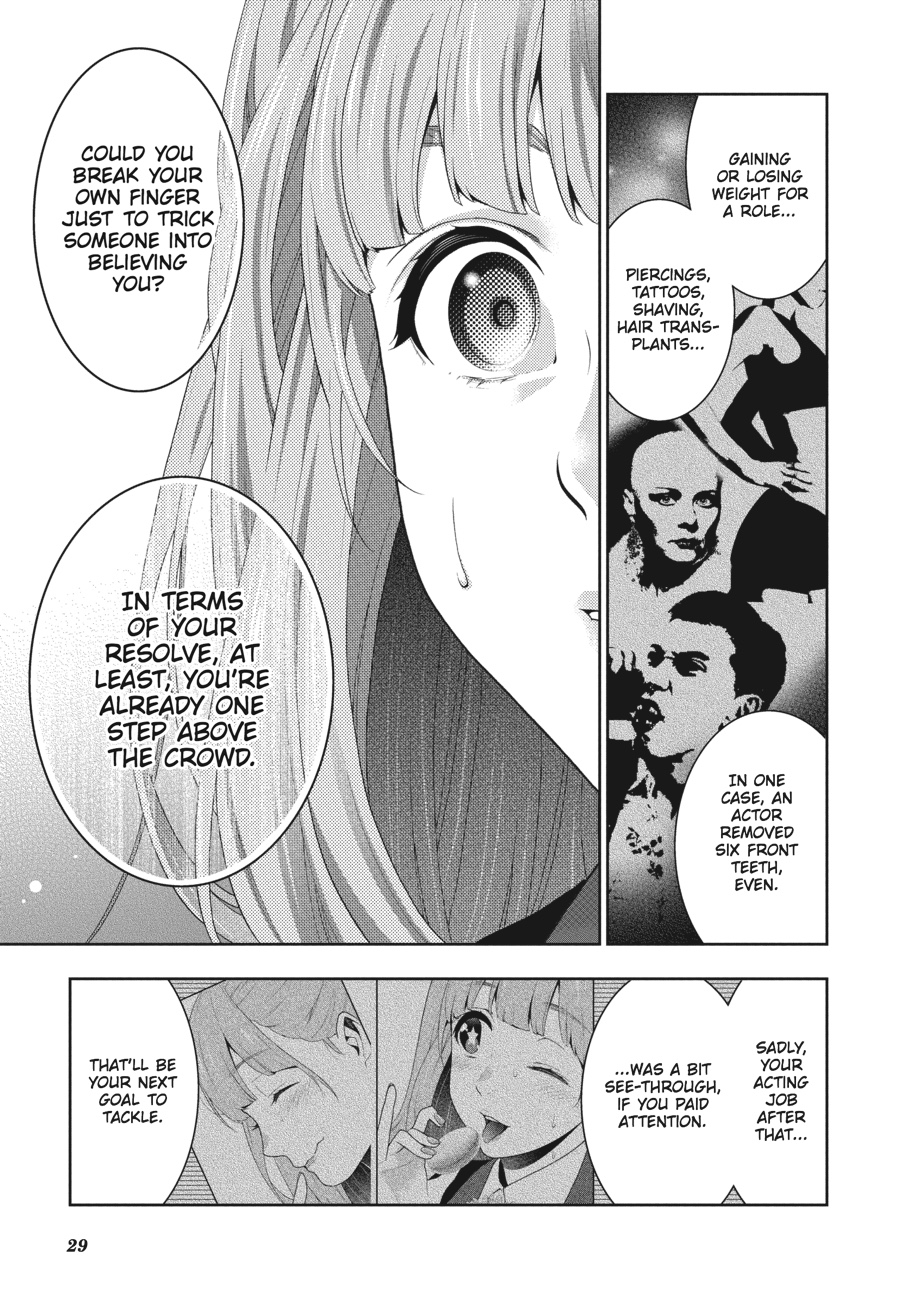 GAINING
OR LOSING
WEIGHT FOR
A ROLE...
PIERCINGS,
TATTOOS,
SHAVING,
HAIR TRANS-
PLANTS...
IN ONE
CASE, AN
ACTOR
REMOVED
SIX FRONT
TEETH,
EVEN.
COULD YOU
BREAK YOUR
OWN FINGER
JUST TO TRICK
SOMEONE INTO
BELIEVING
YOU?
IN TERMS
OF YOUR
RESOLVE, AT
LEAST, YOU'RE
ALREADY ONE
STEP ABOVE
THE CROWD.
SADLY,
YOUR
ACTING
JOB
AFTER
THAT...
...WAS A BIT
SEE-THROUGH,
IF YOU PAID
ATTENTION.
THAT'LL BE
YOUR NEXT
GOAL TO
TACKLE.
29